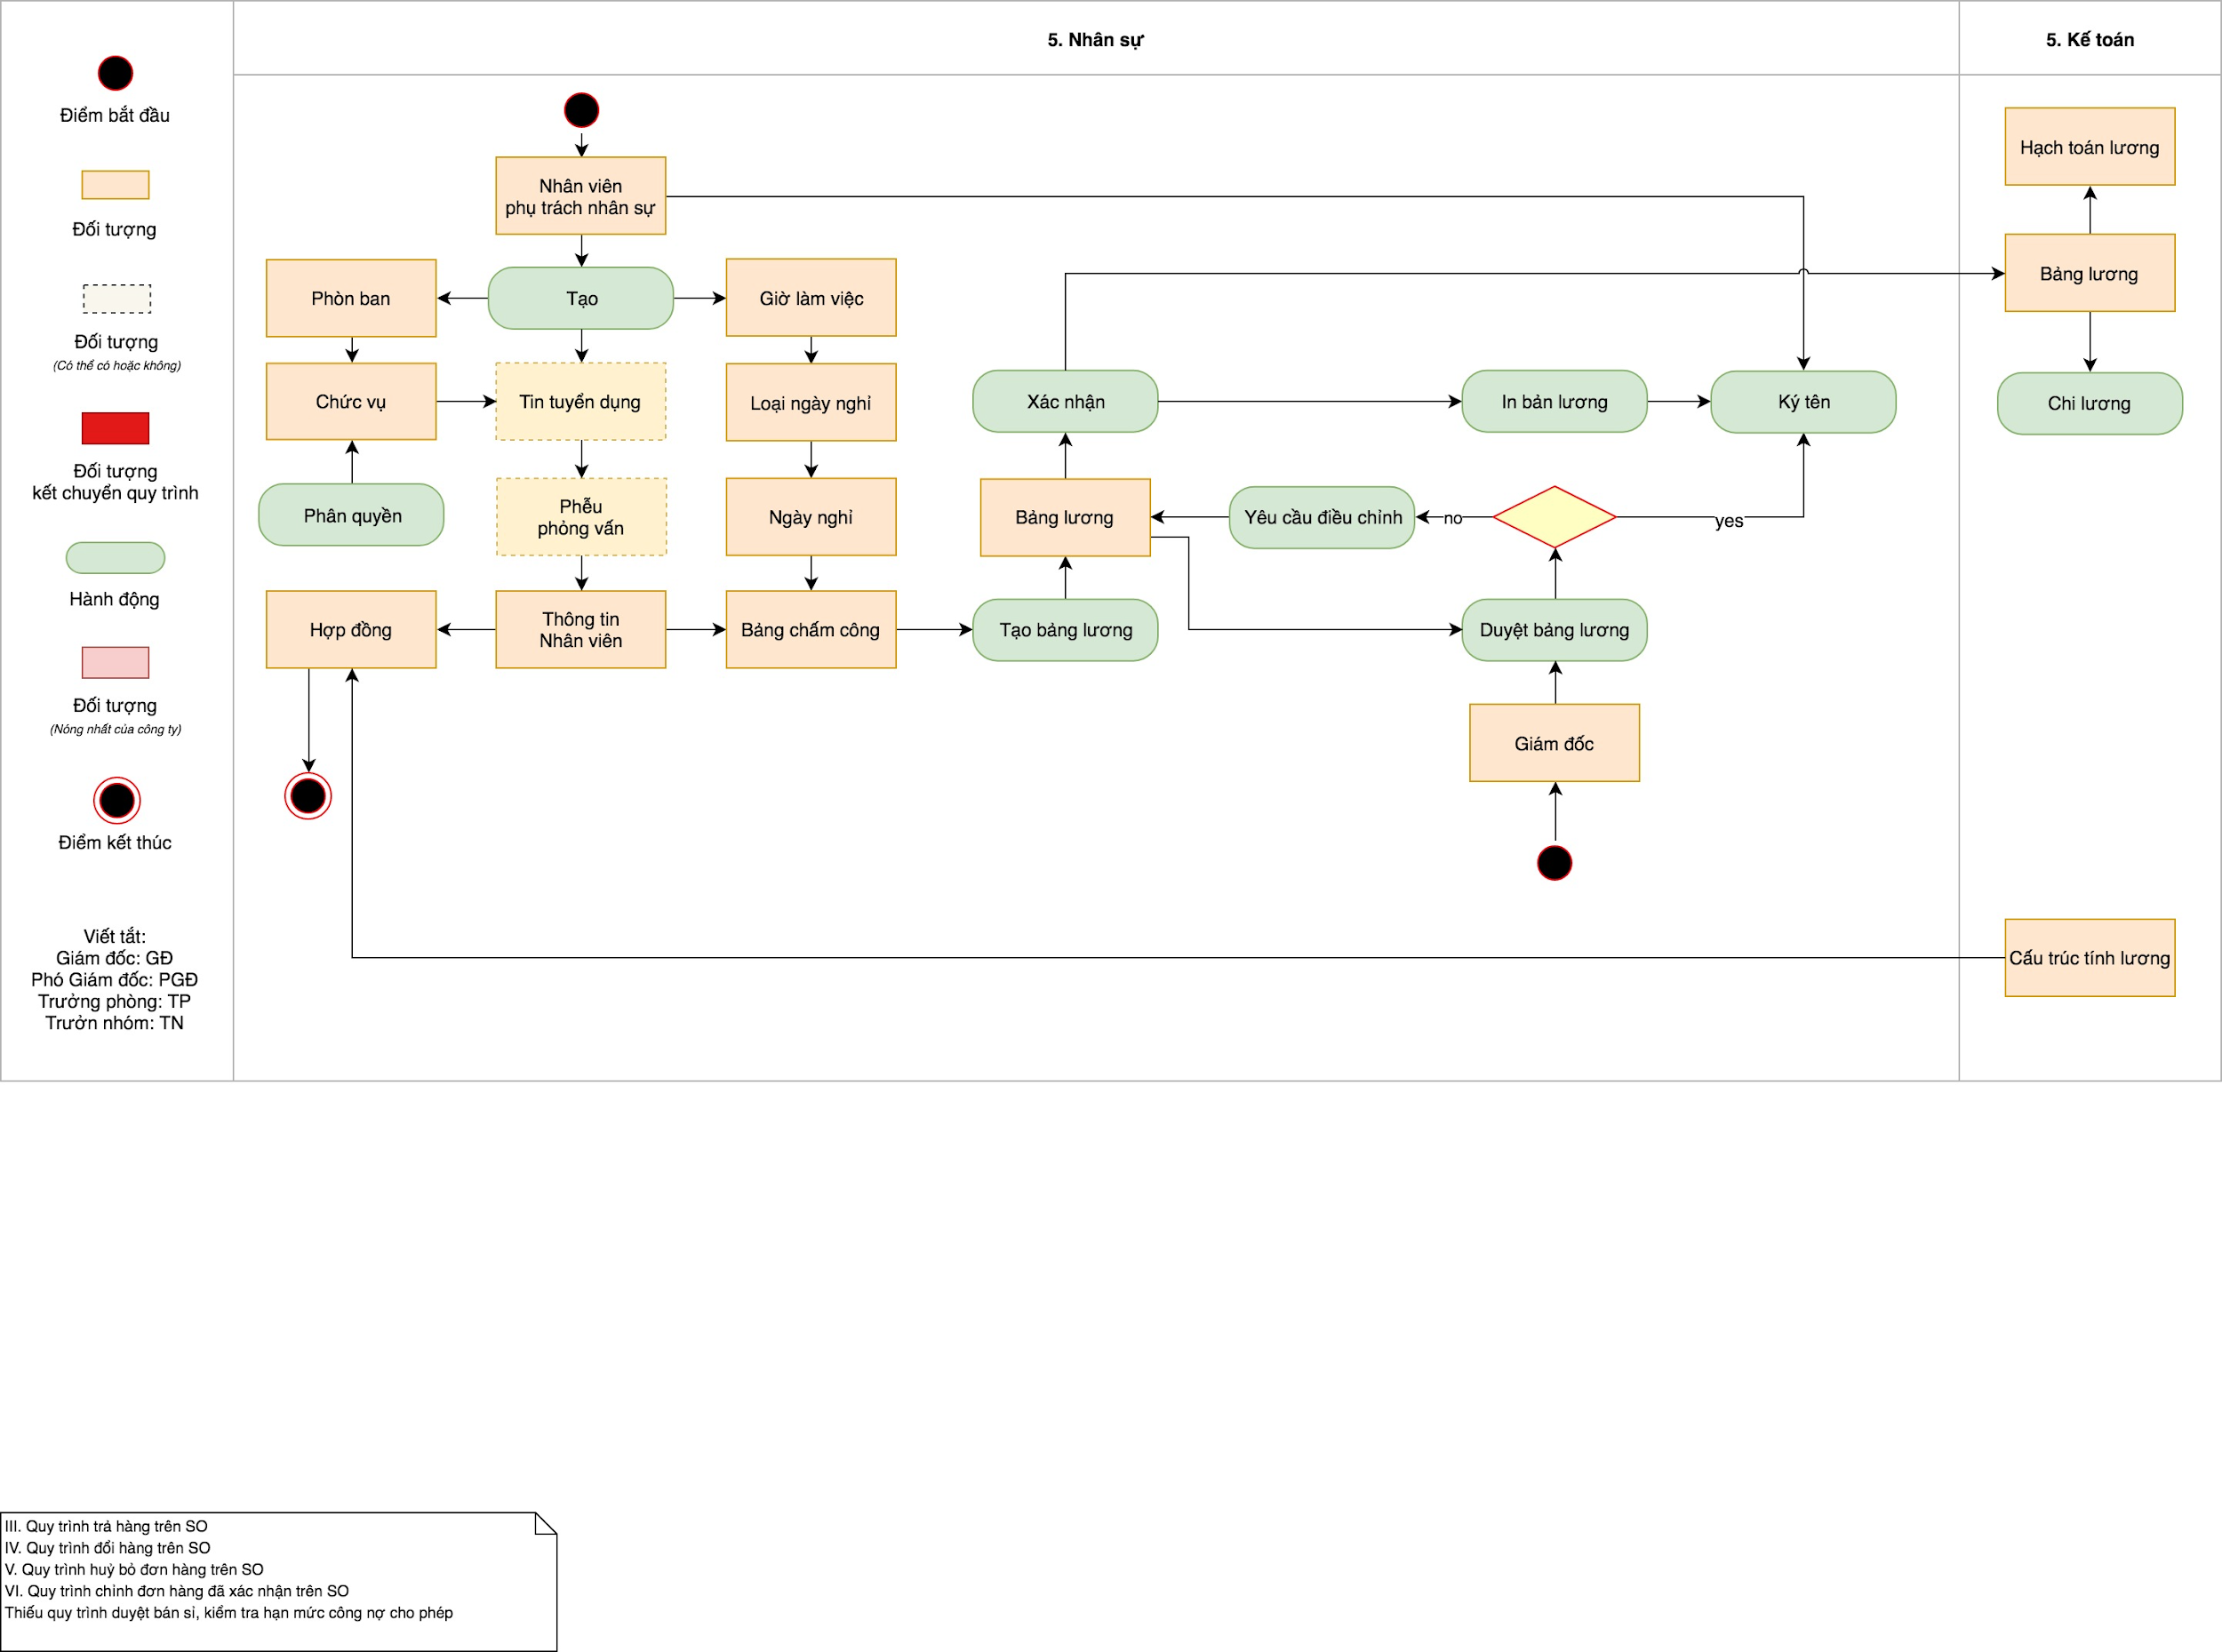 5. Nhân sự
5. Kế toán
Điểm bắt đầu
Đối tượng
Đối tượng
(Có thể có hoặc không)
Đối tượng
kết chuyển quy trình
Hành động
Đối tượng
(Nóng nhất của công ty)
Điểm kết thúc
Viết tắt:
Giám đốc: GĐ
Phó Giám đốc: PGĐ
Trưởng phòng: TP
Trưởn nhóm: TN
Nhân viên
phụ trách nhân sự
Phòn ban
Tạo
Giờ làm việc
Chức vụ
Tin tuyển dụng
Loại ngày nghỉ
Phân quyền
Phễu
phỏng vấn
Ngày nghỉ
Hợp đồng
Thông tin
Nhân viên
Bảng chấm công
Xác nhận
In bản lương
Ký tên
Bảng lương
Yêu cầu điều chỉnh
no
yes
Tạo bảng lương
Duyệt bảng lương
Giám đốc
Hạch toán lương
Bảng lương
Chi lương
Cấu trúc tính lương
III. Quy trình trả hàng trên SO
IV. Quy trình đổi hàng trên SO
V. Quy trình huỷ bỏ đơn hàng trên SO
VI. Quy trình chỉnh đơn hàng đã xác nhận trên SO
Thiếu quy trình duyệt bán sỉ, kiểm tra hạn mức công nợ cho phép